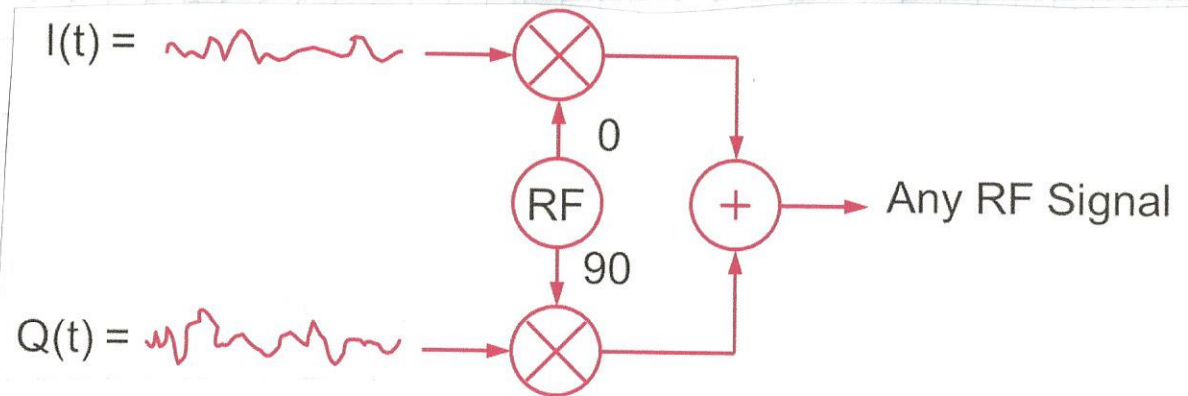 I(t) =
0
RF
+
Any RF Signal
90
Q(t) =